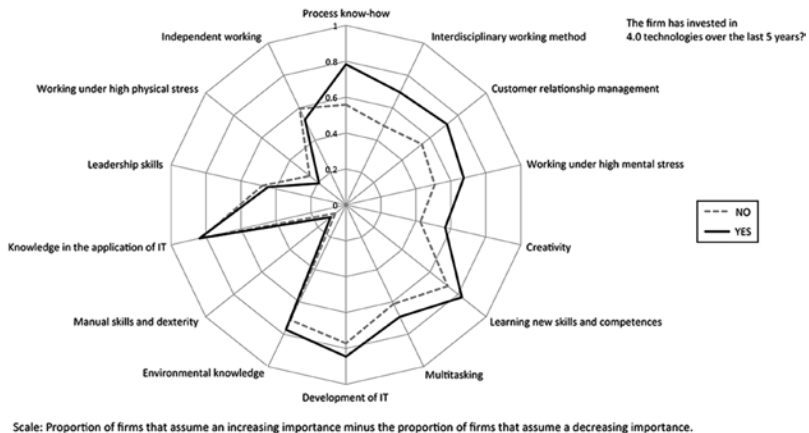 Process know-how
1
Independent working
Interdisciplinary working method
The firm has invested in
4.0 technologies over the last 5 years?"
0.8
Working under high physical stress
Customer relationship management
0.6
0.4
Leadership skills
Working under high mental stress
0.2
0
NO
YES
Knowledge in the application of IT
Creativity
Manual skills and dexterity
Learning new skills and competences
Environmental knowledge
Multitasking
Development of IT
Scale: Proportion of firms that assume an increasing importance minus the proportion of firms that assume a decreasing importance.